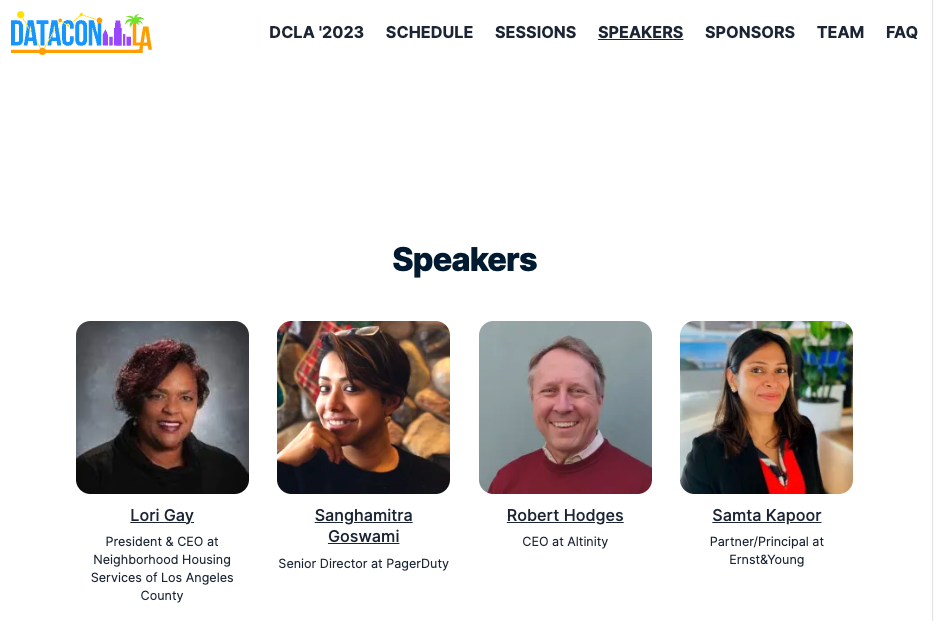 DATACON LA
DCLA '2023 SCHEDULE SESSIONS SPEAKERS SPONSORS TEAM FAQ
Speakers
Lori Gay
President & CEO at
Neighborhood Housing
Services of Los Angeles
County
Sanghamitra
Goswami
Senior Director at PagerDuty
Robert Hodges
CEO at Altinity
Samta Kapoor
Partner/Principal at
Ernst&Young